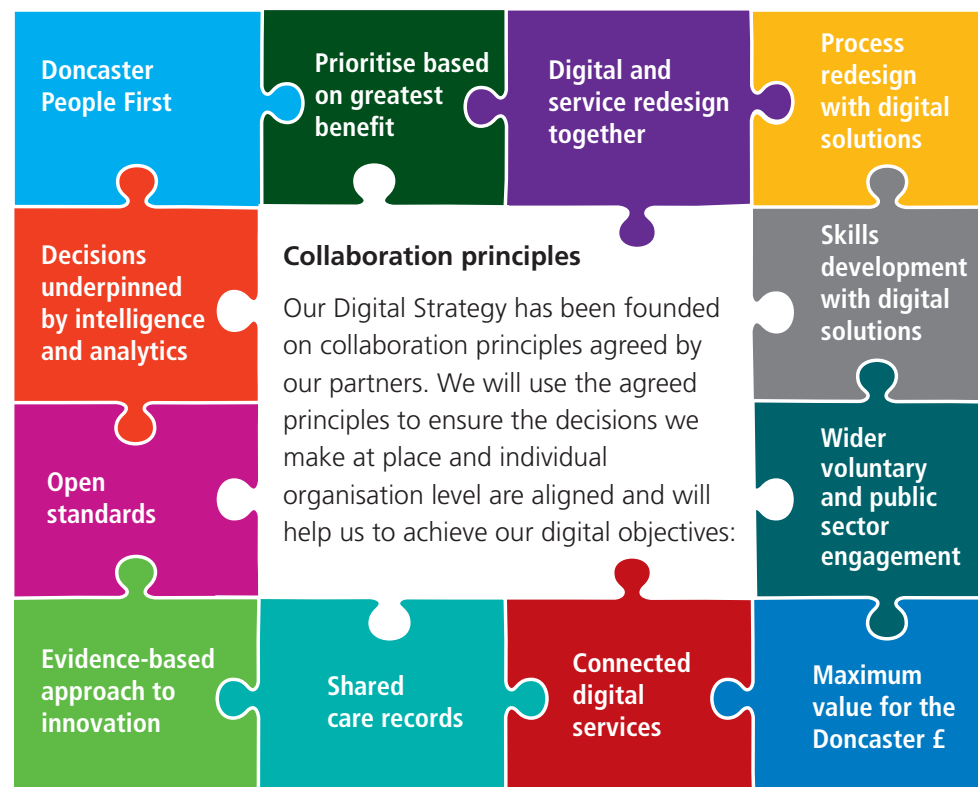 Doncaster
People First
Prioritise based
on greatest
benefit
Digital and
service redesign
together
Process
redesign
with digital
solutions
Decisions
underpinned
by intelligence
and analytics
Collaboration principles
Our Digital Strategy has been founded
on collaboration principles agreed by
our partners. We will use the agreed
principles to ensure the decisions we
make at place and individual
organisation level are aligned and will
help us to achieve our digital objectives:
Skills
development
with digital
solutions
Open
standards
Wider
voluntary
and public
sector
engagement
Evidence-based
approach to
innovation
Shared
care records
Connected
digital
services
Maximum
value for the
Doncaster £